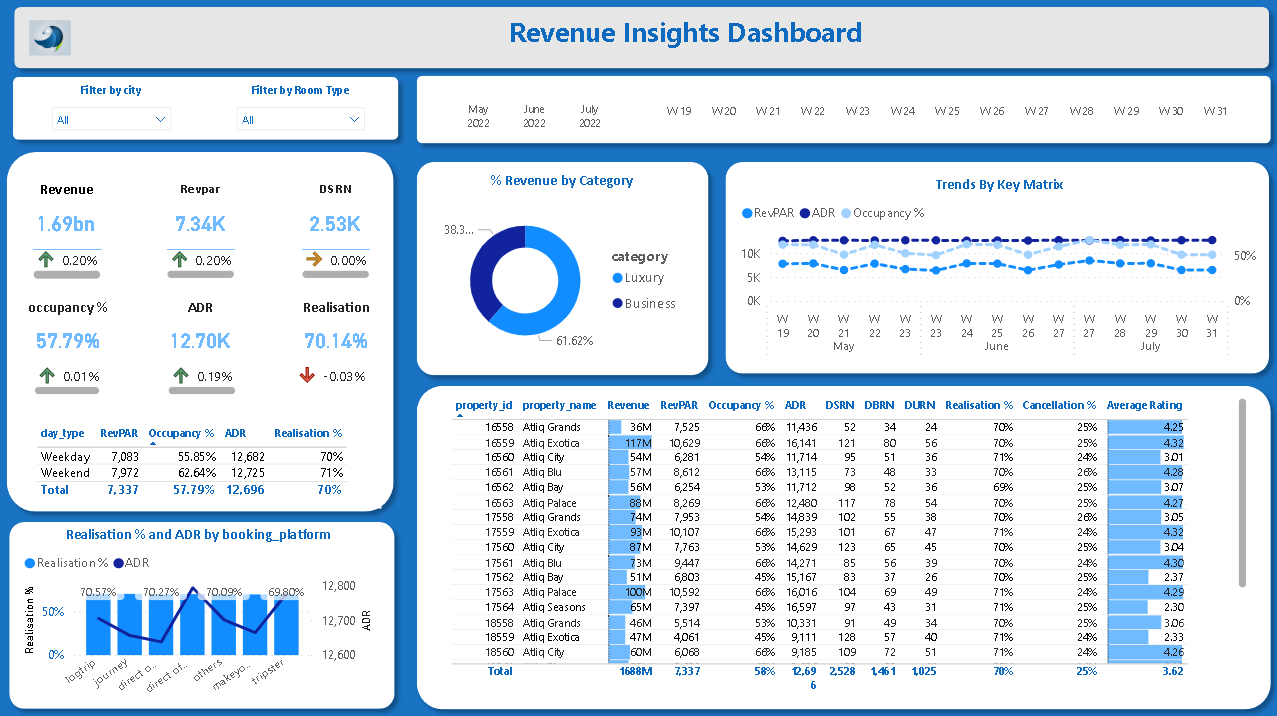 Revenue Insights Dashboard
Filter by city
All
Filter by Room Type
All
May 2022 June 2022 July 2022 W 19 W 20 W 21 W 22 W 23 W 24 W 25 W 26 W 27 W 28 W 29 W 30 W 31
Revenue Revpar DSRN
1.69bn 7.34K 2.53K
0.20% 0.20% 0.00%
occupancy % ADR Realisation
57.79% 12.70K 70.14%
0.01% 0.19% -0.03%
day_type RevPAR Occupancy % ADR Realisation %
Weekday 7,083 55.85% 12,682 70%
Weekend 7,972 62.64% 12,725 71%
Total 7,337 57.79% 12,696 70%
Realisation % and ADR by booking_platform
Realisation % ADR
70.57% 70.27% 70.09% 69.80%
Realisation %
50%
0%
12,800
12,700
12,600
ADR
logtrip journey direct o... direct of... others makeyo... tripster
% Revenue by Category
38.3...
61.62%
category
Luxury
Business
Trends By Key Matrix
RevPAR ADR Occupancy %
10K
5K
0K
50%
0%
W 19 W 20 W 21 W 22 W 23 W 23 W 24 W 25 W 26 W 27 W 27 W 28 W 29 W 30 W 31
May June July
property_id property_name Revenue RevPAR Occupancy % ADR DSRN DBRN DURN Realisation % Cancellation % Average Rating
16558 Atliq Grands 36M 7,525 66% 11,436 52 34 24 70% 25% 4.25
16559 Atliq Exotica 117M 10,629 66% 16,141 121 80 56 70% 25% 4.32
16560 Atliq City 54M 6,281 54% 11,714 95 51 36 71% 24% 3.01
16561 Atliq Blu 57M 8,612 66% 13,115 73 48 33 70% 26% 4.28
16562 Atliq Bay 56M 6,254 53% 11,712 98 52 36 69% 25% 3.07
16563 Atliq Palace 88M 8,269 66% 12,480 117 78 54 70% 25% 4.27
17558 Atliq Grands 74M 7,953 54% 14,839 102 55 38 70% 26% 3.05
17559 Atliq Exotica 93M 10,107 66% 15,293 101 67 47 71% 24% 4.32
17560 Atliq City 87M 7,763 53% 14,620 123 65 45 70% 25% 3.04
17561 Atliq Blu 73M 9,447 66% 14,271 85 56 39 70% 24% 4.30
17562 Atliq Bay 51M 6,803 45% 15,167 83 37 26 70% 25% 2.37
17563 Atliq Palace 100M 10,592 66% 16,016 104 69 49 71% 24% 4.29
17564 Atliq Seasons 65M 7,397 45% 16,597 97 43 31 71% 25% 2.30
18558 Atliq Grands 46M 5,514 53% 10,331 91 49 34 70% 25% 3.06
18559 Atliq Exotica 47M 4,061 45% 9,111 128 57 40 71% 24% 2.33
18560 Atliq City 60M 6,068 66% 9,185 109 72 51 71% 24% 4.26
Total 1688M 7,337 58% 12,696 2,528 1,461 1,025 70% 25% 3.62